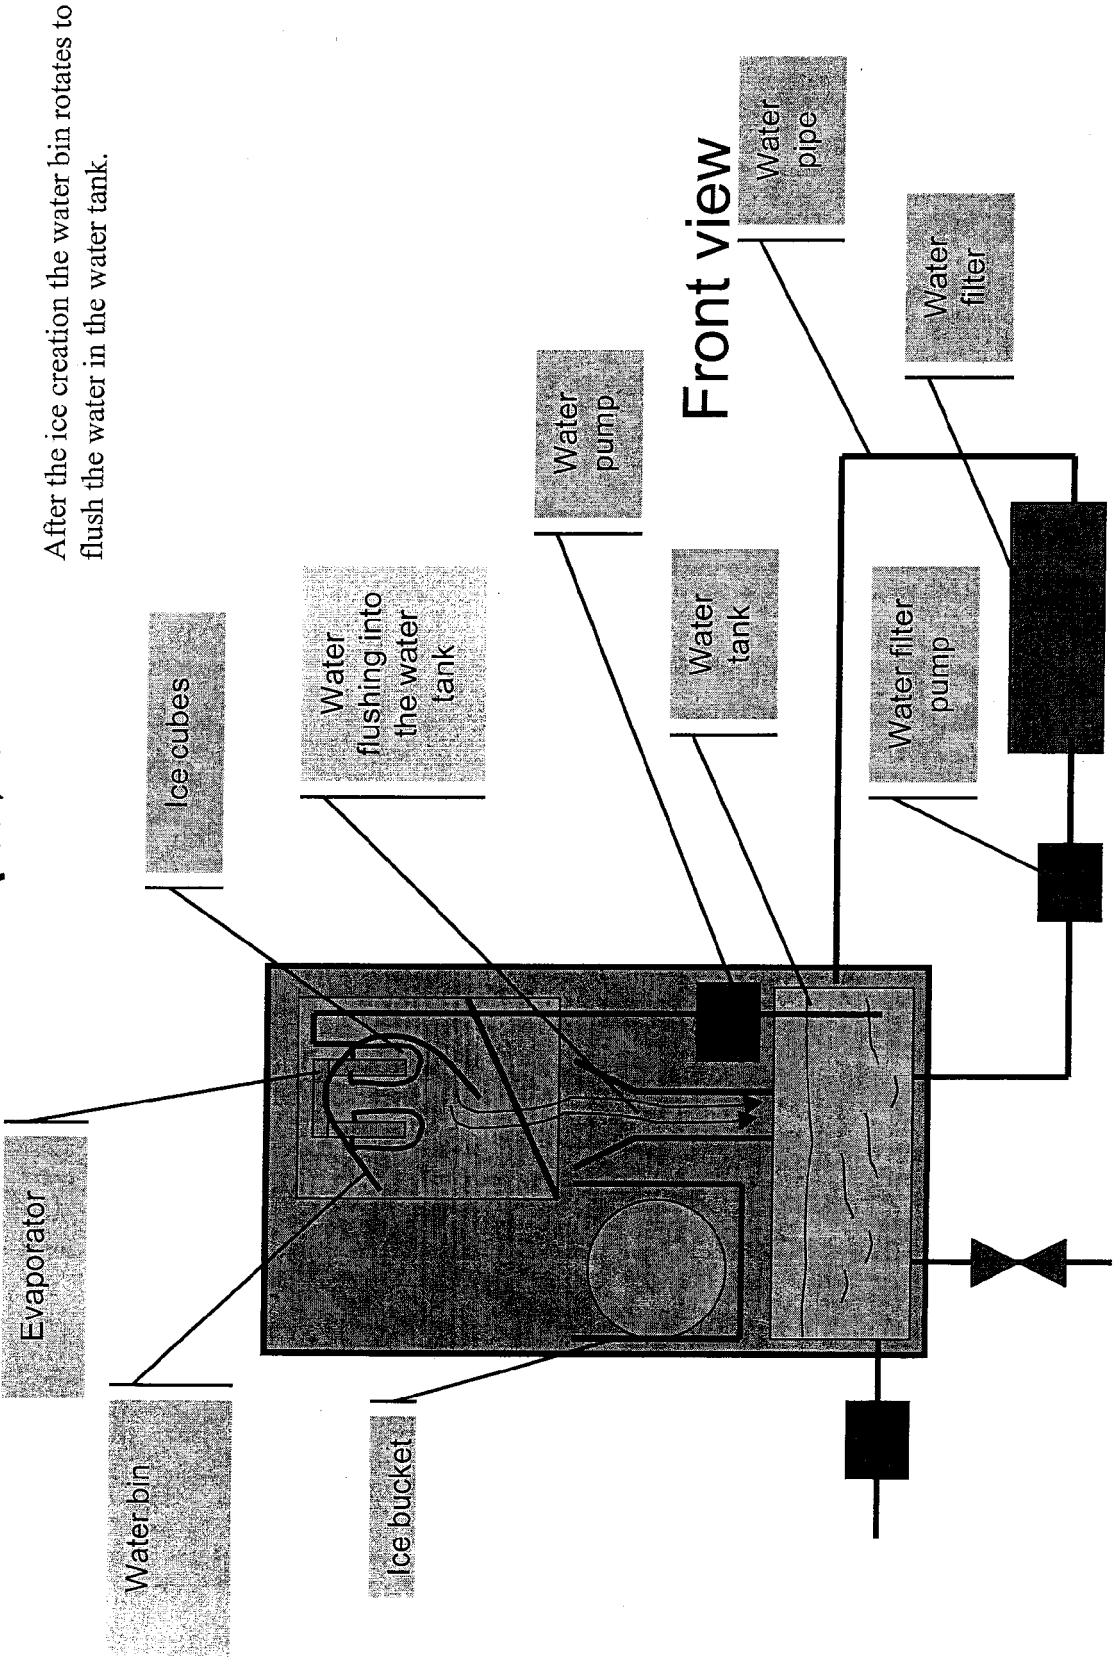 After the ice creation the water bin rotates to
flush the water in the water tank.
Evaporator
Ice cubes
Water bin
Water
flushing into
the water
tank
Ice bucket
Water
pump
Water
tank
Front view
Water
pipe
Water filter
pump
Water
filter